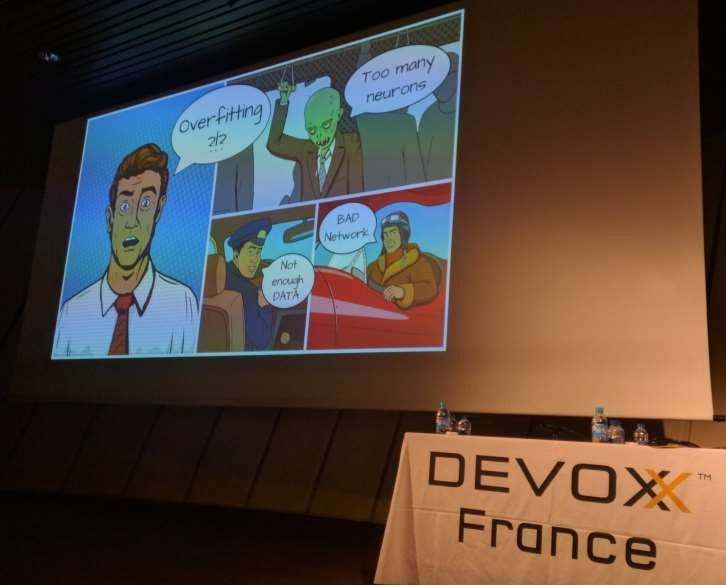 Overfitting
?!?
Too many
neurons
Not
enough
DATA
BAD
Network
DEVOXX™
France